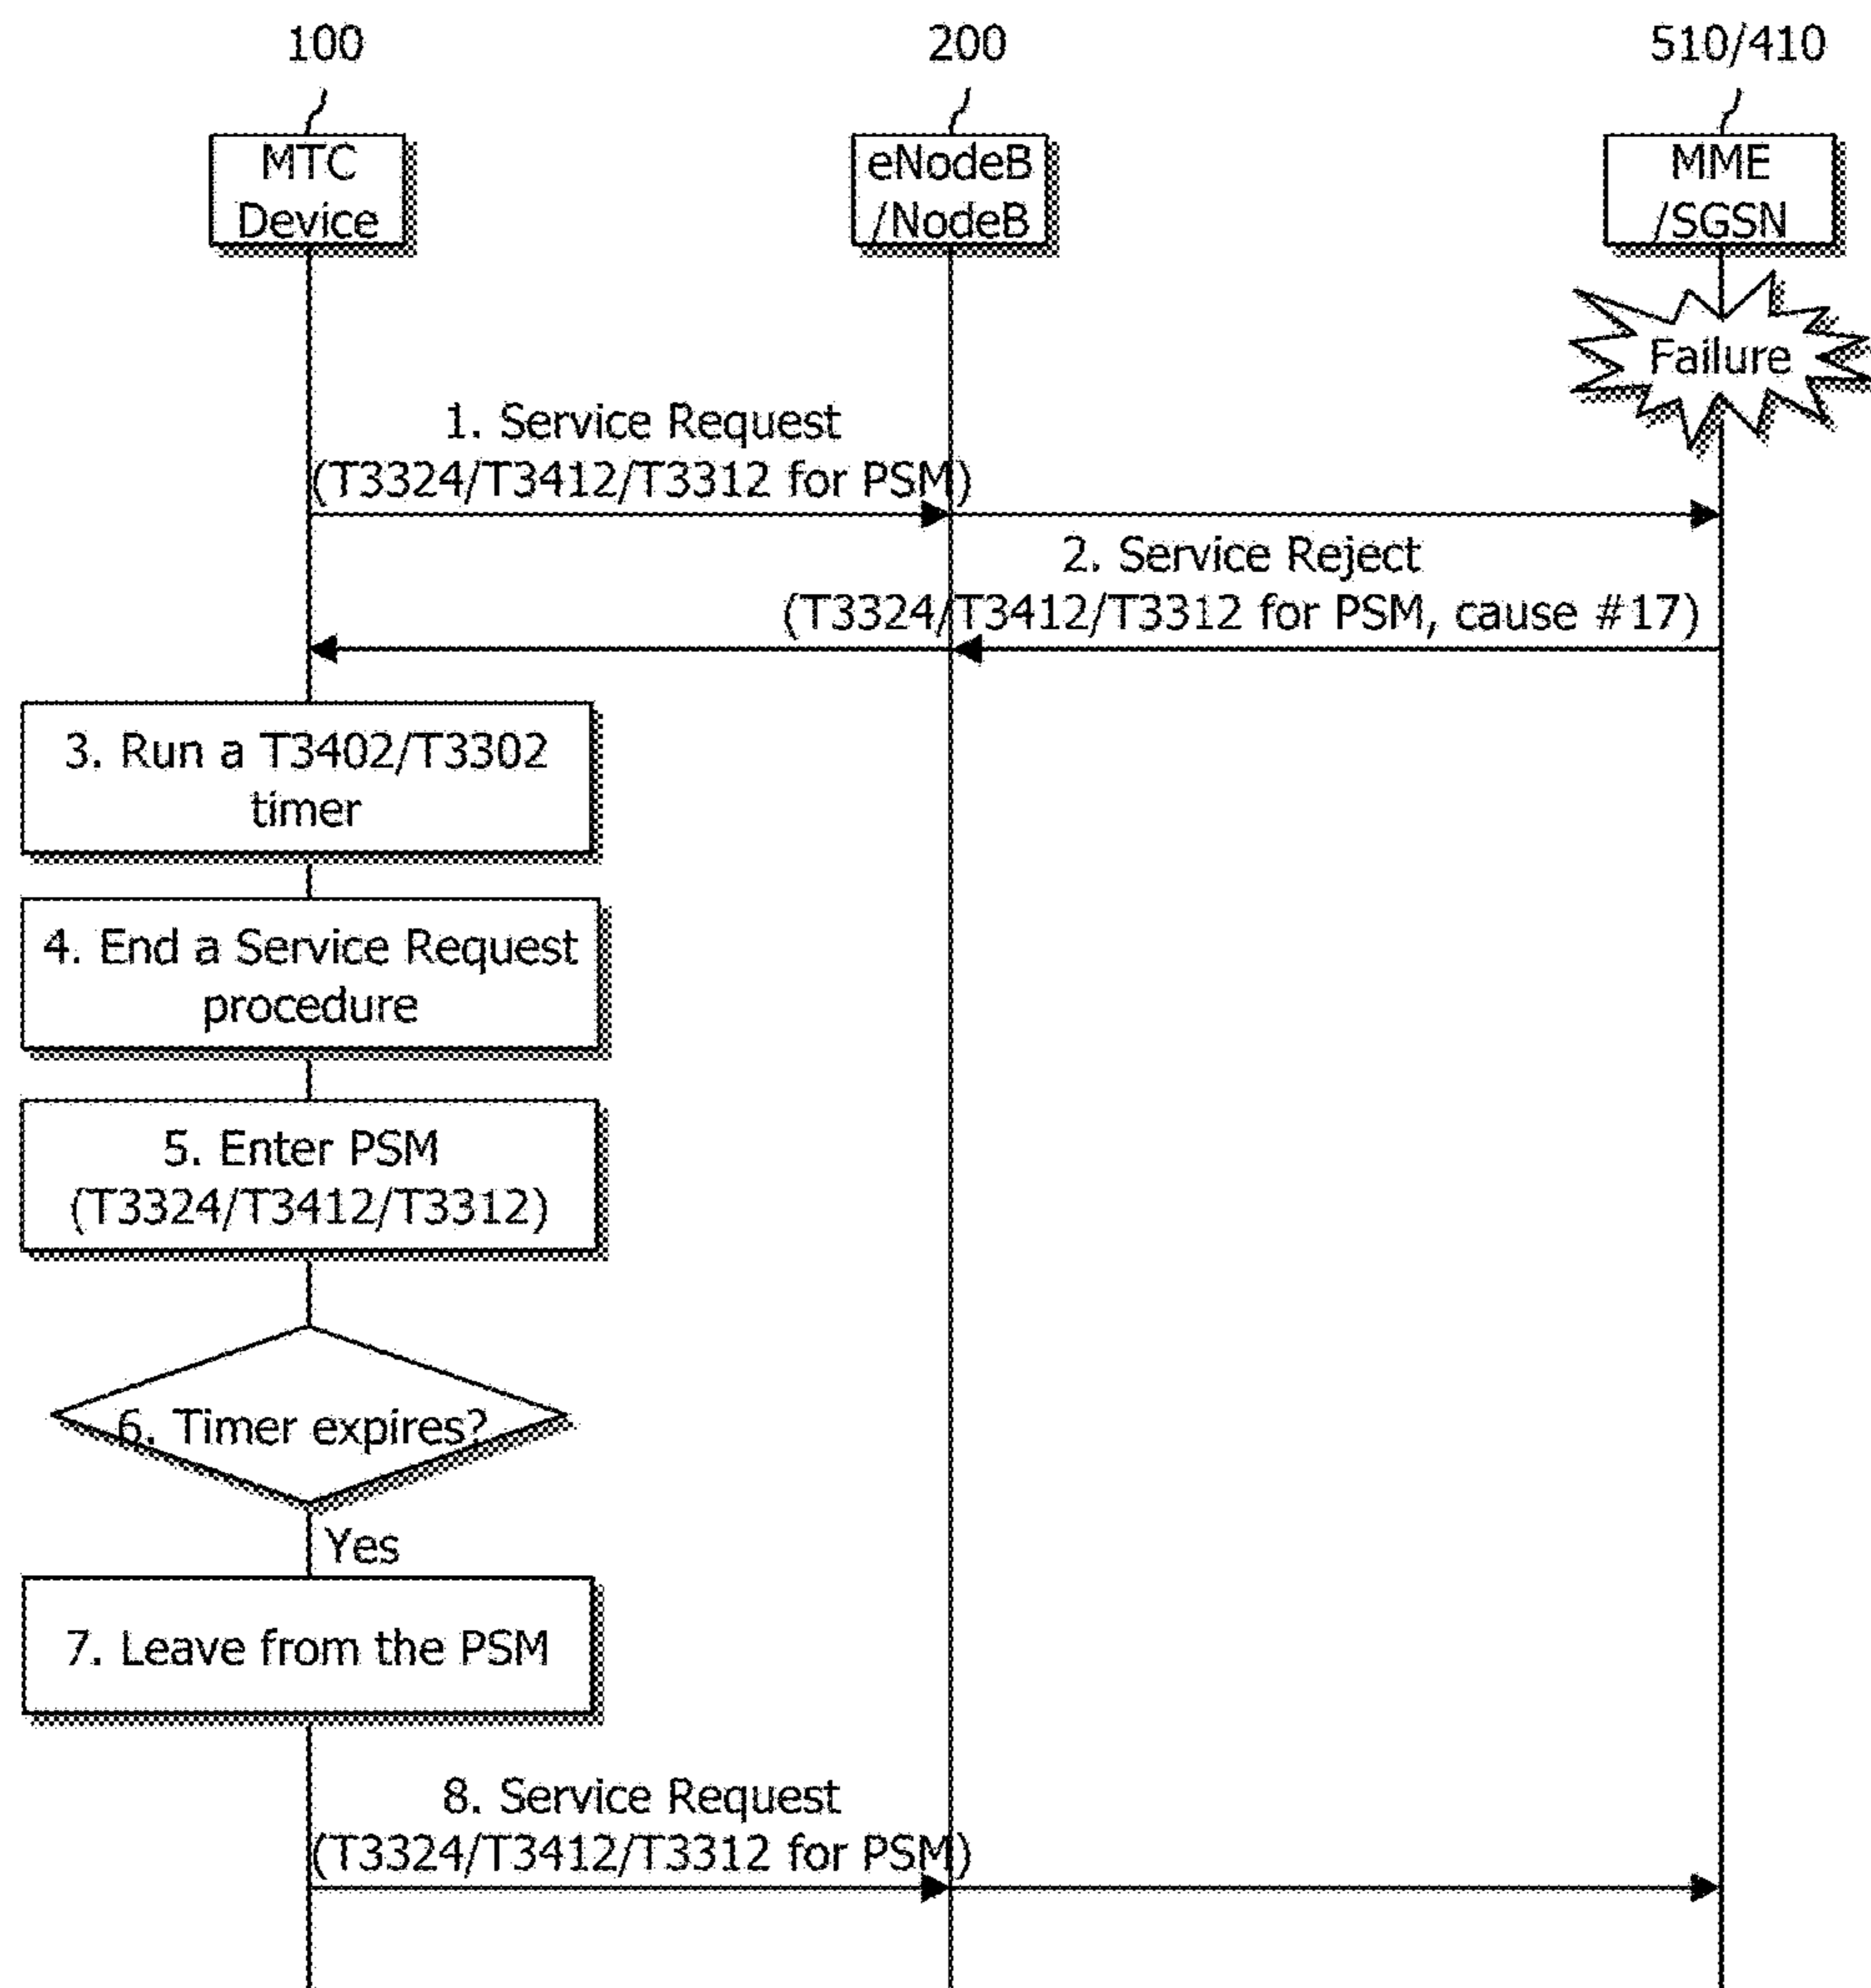 100
200
510/410
MTC
Device
eNodeB
/NodeB
MME
/SGSN
Failure
1. Service Request
(T3324/T3412/T3312 for PSM)
2. Service Reject
(T3324/T3412/T3312 for PSM, cause #17)
3. Run a T3402/T3302
timer
4. End a Service Request
procedure
5. Enter PSM
(T3324/T3412/T3312)
6. Timer expires?
Yes
7. Leave from the PSM
8. Service Request
(T3324/T3412/T3312 for PSM)